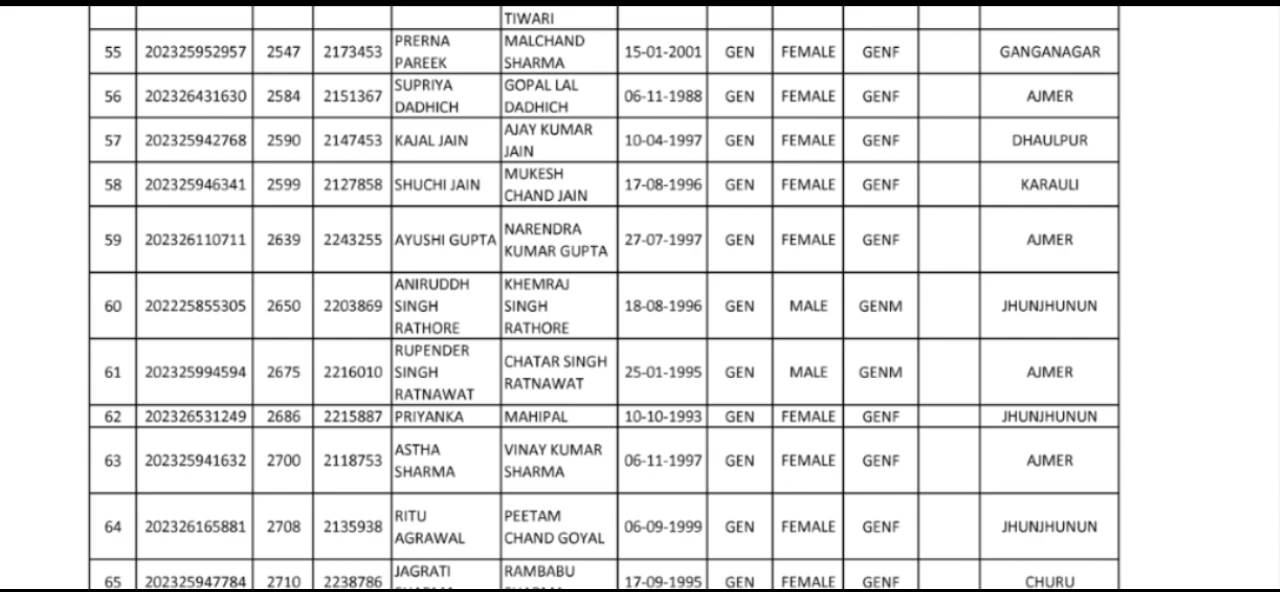 TIWARI
55 202325952957 2547 2173453 PRERNA PAREEK MALCHAND SHARMA 15-01-2001 GEN FEMALE GENF GANGANAGAR
56 202326431630 2584 2151367 SUPRIYA DADHICH GOPAL LAL DADHICH 06-11-1988 GEN FEMALE GENF AJMER
57 202325942768 2590 2147453 KAJAL JAIN AJAY KUMAR JAIN 10-04-1997 GEN FEMALE GENF DHAULPUR
58 202325946341 2599 2127858 SHUCHI JAIN MUKESH CHAND JAIN 17-08-1996 GEN FEMALE GENF KARAULI
59 202326110711 2639 2243255 AYUSHI GUPTA NARENDRA KUMAR GUPTA 27-07-1997 GEN FEMALE GENF AJMER
60 202225855305 2650 2203869 ANIRUDDH SINGH RATHORE KHEMRAJ SINGH RATHORE 18-08-1996 GEN MALE GENM JHUNJHUNUN
61 202325994594 2675 2216010 RUPENDER SINGH RATNAWAT CHATAR SINGH RATNAWAT 25-01-1995 GEN MALE GENM AJMER
62 202326531249 2686 2215887 PRIYANKA MAHIPAL 10-10-1993 GEN FEMALE GENF JHUNJHUNUN
63 202325941632 2700 2118753 ASTHA SHARMA VINAY KUMAR SHARMA 06-11-1997 GEN FEMALE GENF AJMER
64 202326165881 2708 2135938 RITU AGRAWAL PEETAM CHAND GOYAL 06-09-1999 GEN FEMALE GENF JHUNJHUNUN
65 202325947784 2710 2238786 JAGRATI RAMBABU 17-09-1995 GEN FEMALE GENF CHURU